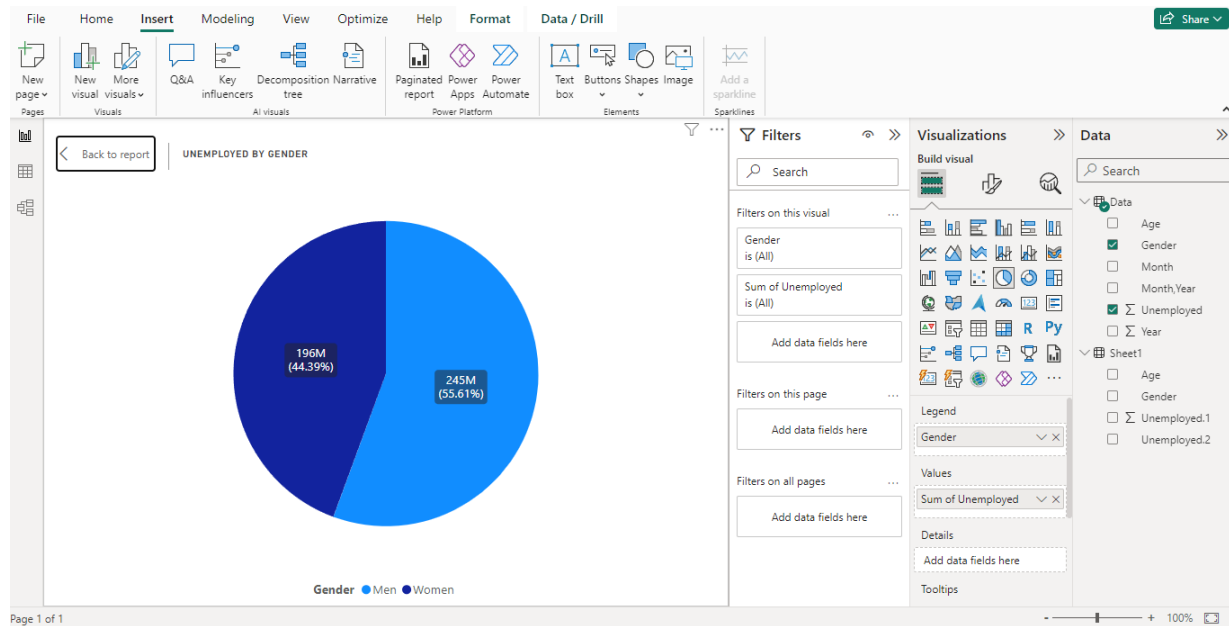 File Home Insert Modeling View Optimize Help Format Data / Drill Share
New page
New visual
More visuals
Q&A
Key influencers
Decomposition tree
Narrative
Paginated report
Power Apps
Power Automate
Text box
Buttons
Shapes
Image
Add a sparkline
Pages Visuals AI visuals Power Platform Elements Sparklines
Back to report
UNEMPLOYED BY GENDER
196M
(44.39%)
245M
(55.61%)
Gender Men Women
Filters
Search
Filters on this visual ...
Gender
is (All)
Sum of Unemployed
is (All)
Add data fields here
Filters on this page ...
Add data fields here
Filters on all pages ...
Add data fields here
Visualizations
Build visual
123
R Py
123
...
Legend
Gender
Values
Sum of Unemployed
Details
Add data fields here
Tooltips
Data
Search
Data
Age
Gender
Month
Month,Year
Σ Unemployed
Σ Year
Sheet1
Age
Gender
Σ Unemployed.1
Unemployed.2
Page 1 of 1
- + 100%